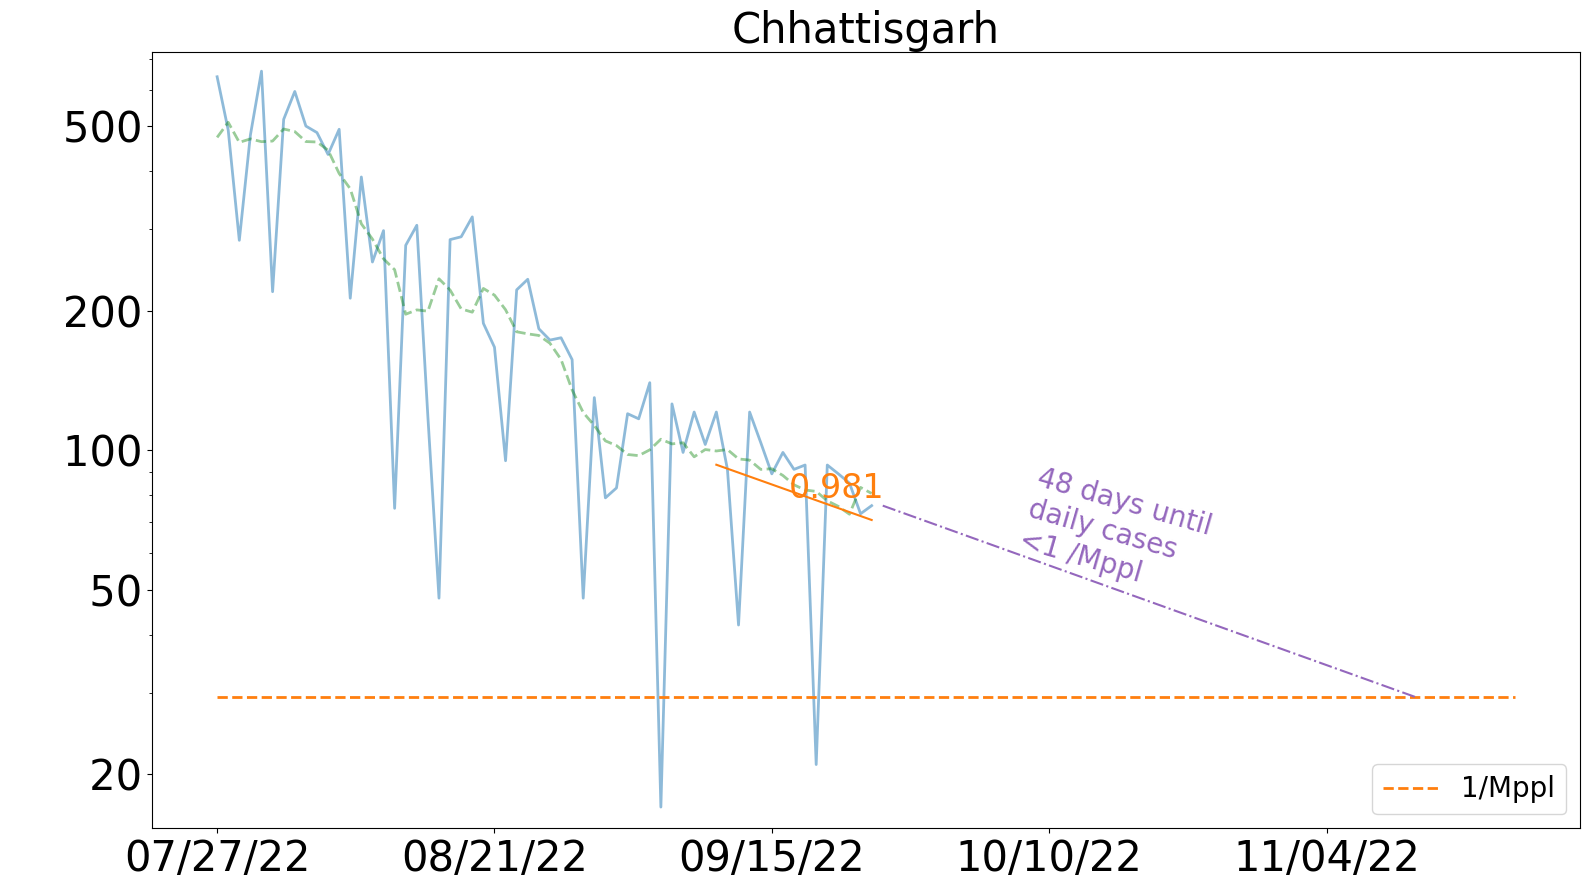 Chhattisgarh
500
200
100
50
20
0.981
48 days until
daily cases
<1 /Mppl
1/Mppl
07/27/22
08/21/22
09/15/22
10/10/22
11/04/22